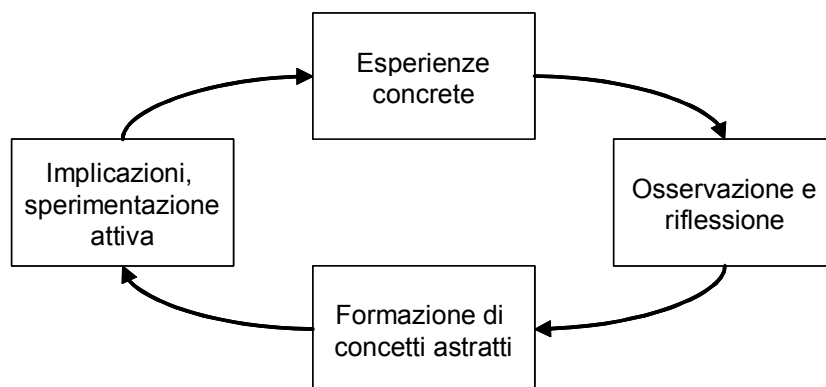 Esperienze
concrete
Implicazioni,
sperimentazione
attiva
Osservazione e
riflessione
Formazione di
concetti astratti